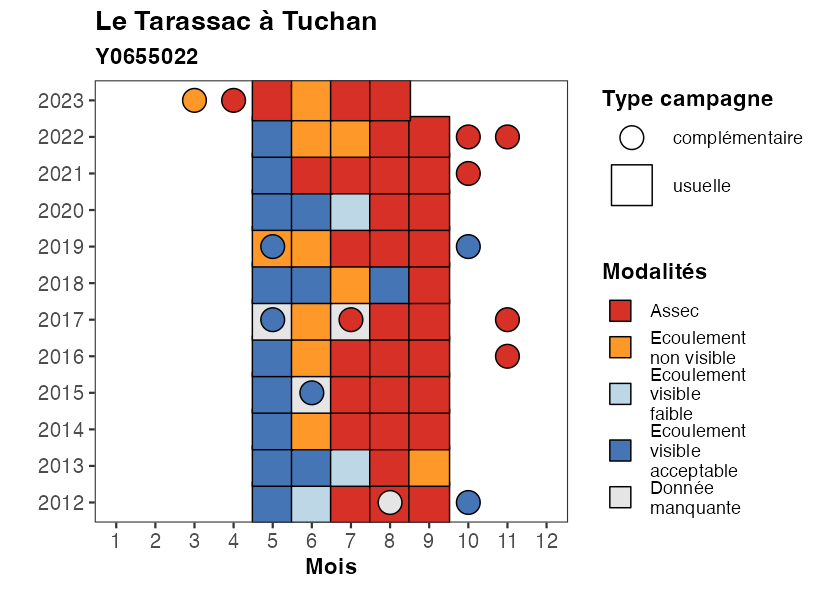 Le Tarassac à Tuchan
Y0655022
2023
2022
2021
2020
2019
2018
2017
2016
2015
2014
2013
2012
1 2 3 4 5 6 7 8 9 10 11 12
Mois
Type campagne
complémentaire
usuelle
Modalités
Assec
Ecoulement
non visible
Ecoulement
visible
faible
Ecoulement
visible
acceptable
Donnée
manquante